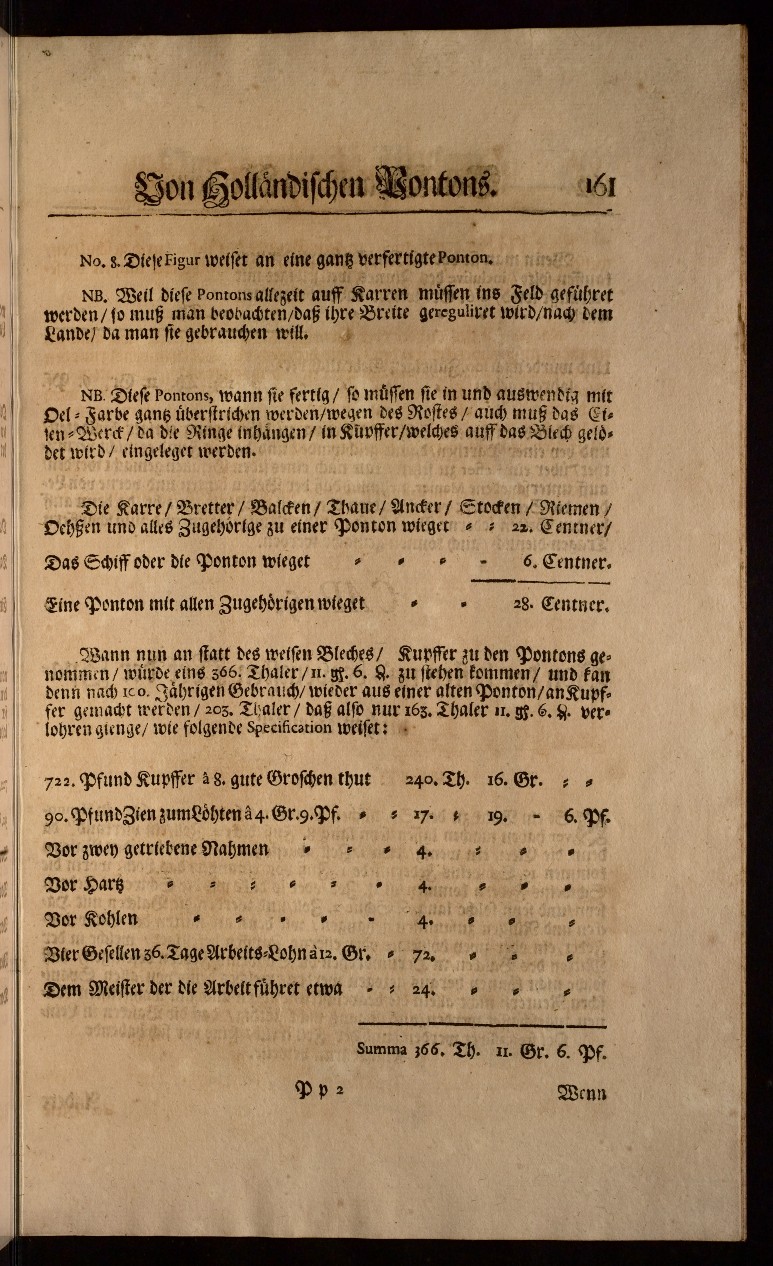 Von Holländischen Pontons. 161
No. 8. Diese Figur weiset an eine gantz verfertigte Ponton.
NB. Weil diese Pontons allezeit auff Karren müssen ins Feld geführet
werden / so muß man beobachten / daß ihre Breite gereguliret wird / nach dem
Lande / da man sie gebrauchen will.
NB. Diese Pontons, wann sie fertig / so müssen sie in und auswendig mit
Oel-Farbe gantz überstrichen werden / wegen des Rostes / auch muß das Ei-
sen-Werck / da die Ringe inhängen / in Küpffer / welches auff das Blech gelö-
det wird / eingeleget werden.
Die Karre / Bretter / Balcken / Thaue / Ancker / Stocken / Riemen /
Oehßen und alles Zugehörige zu einer Ponton wieget = = 22. Centner /
Das Schiff oder die Ponton wieget = = = - 6. Centner.
Eine Ponton mit allen Zugehörigen wieget = = 28. Centner.
Wann nun an statt des weisen Bleches / Kupffer zu den Pontons ge-
nommen / würde eins 366. Thaler / 11. gl. 6. ₰. zu stehen kommen / und kan
denn nach 100. Jährigen Gebrauch / wieder aus einer alten Ponton / an Kupf-
fer gemacht werden / 203. Thaler / daß also nur 163. Thaler 11. gl. 6. ₰. ver-
lohren gienge / wie folgende Specification weiset:
722. Pfund Kupffer â 8. gute Groschen thut 240. Th. 16. Gr. = =
90. Pfund Zien zum Löhten â 4. Gr. 9. Pf. = = 17. = 19. - 6. Pf.
Vor zwey getriebene Rahmen = = = 4. = = =
Vor Hartz = = = = = = 4. = = =
Vor Kohlen = = = = - 4. = = =
Vier Gesellen 36. Tage Arbeits-Lohn â 12. Gr. = 72. = = =
Dem Meister der die Arbeit führet etwa - = 24. = = =
Summa 366. Th. 11. Gr. 6. Pf.
P p 2 Wenn